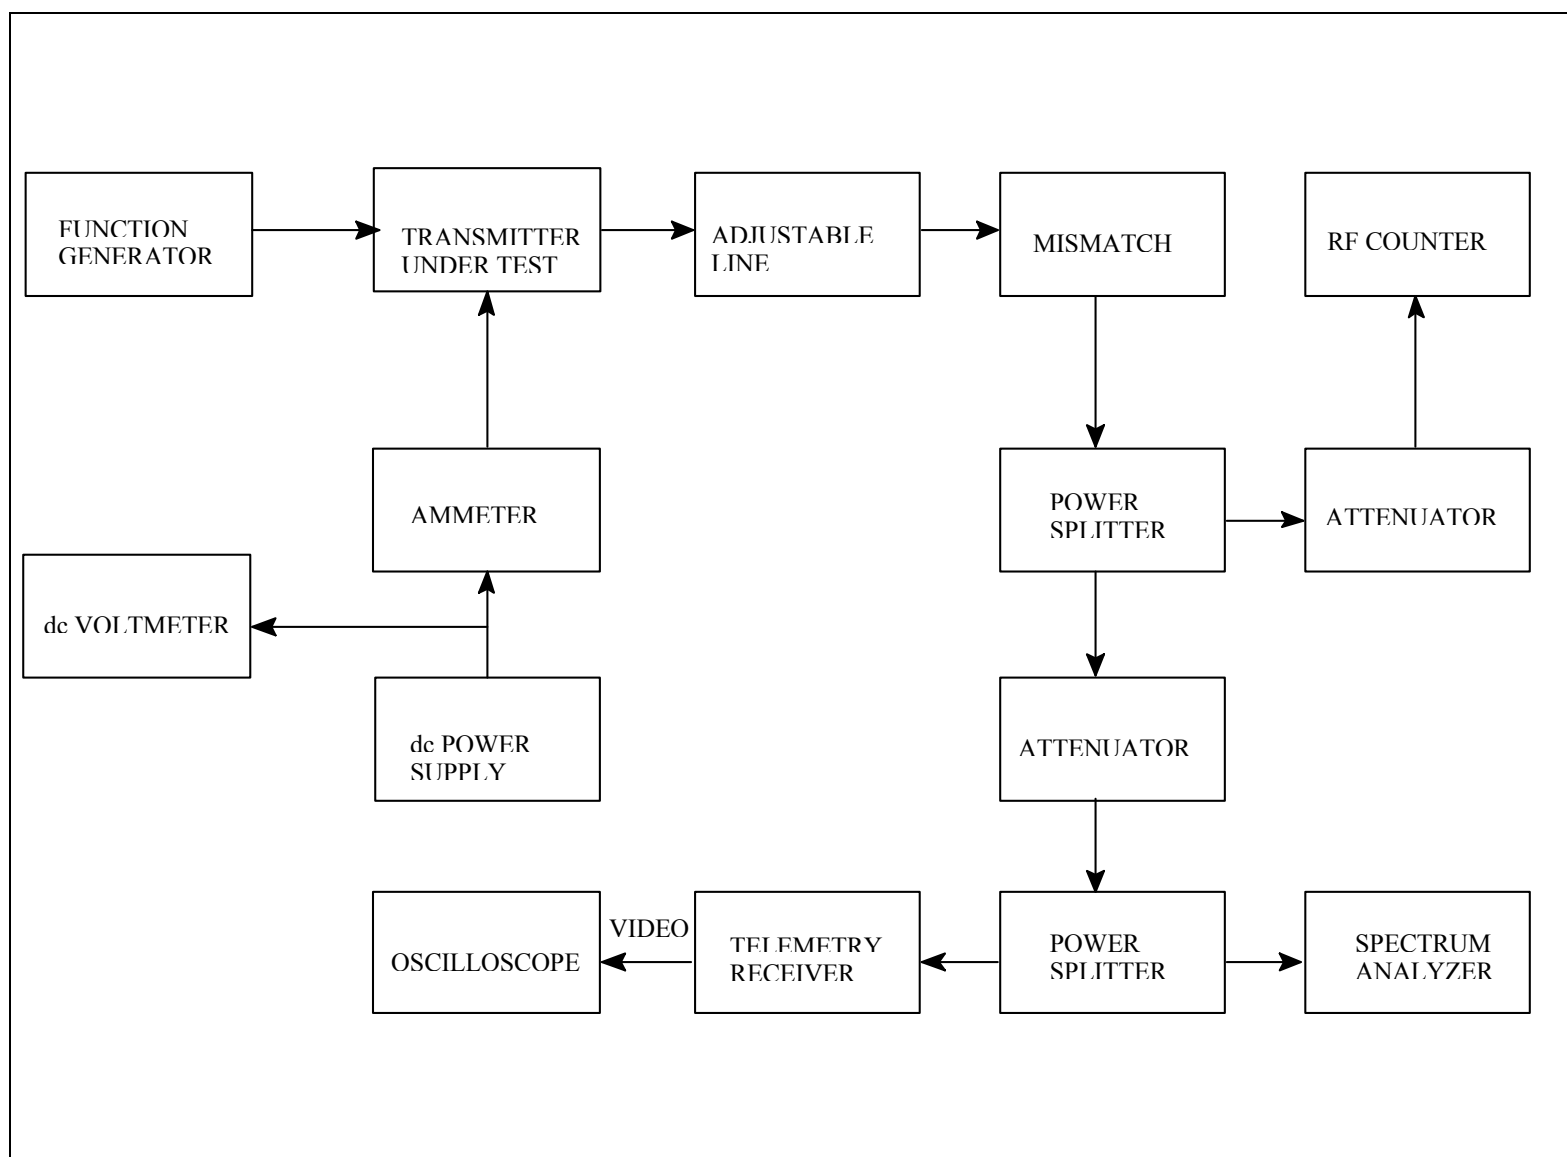 FUNCTION
GENERATOR
TRANSMITTER
UNDER TEST
ADJUSTABLE
LINE
MISMATCH
RF COUNTER
AMMETER
POWER
SPLITTER
ATTENUATOR
dc VOLTMETER
dc POWER
SUPPLY
ATTENUATOR
OSCILLOSCOPE
VIDEO
TELEMETRY
RECEIVER
POWER
SPLITTER
SPECTRUM
ANALYZER